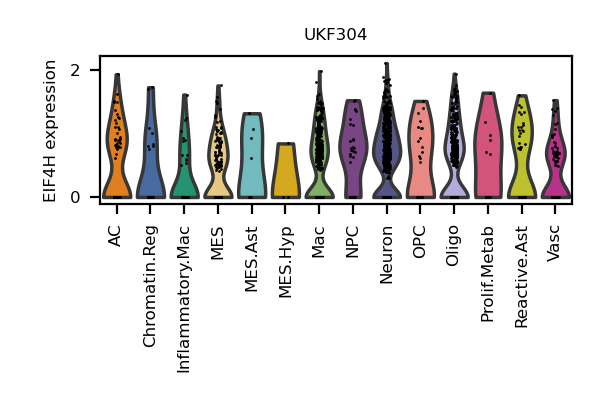 UKF304
EIF4H expression
2
0
AC
Chromatin.Reg
Inflammatory.Mac
MES
MES.Ast
MES.Hyp
Mac
NPC
Neuron
OPC
Oligo
Prolif.Metab
Reactive.Ast
Vasc